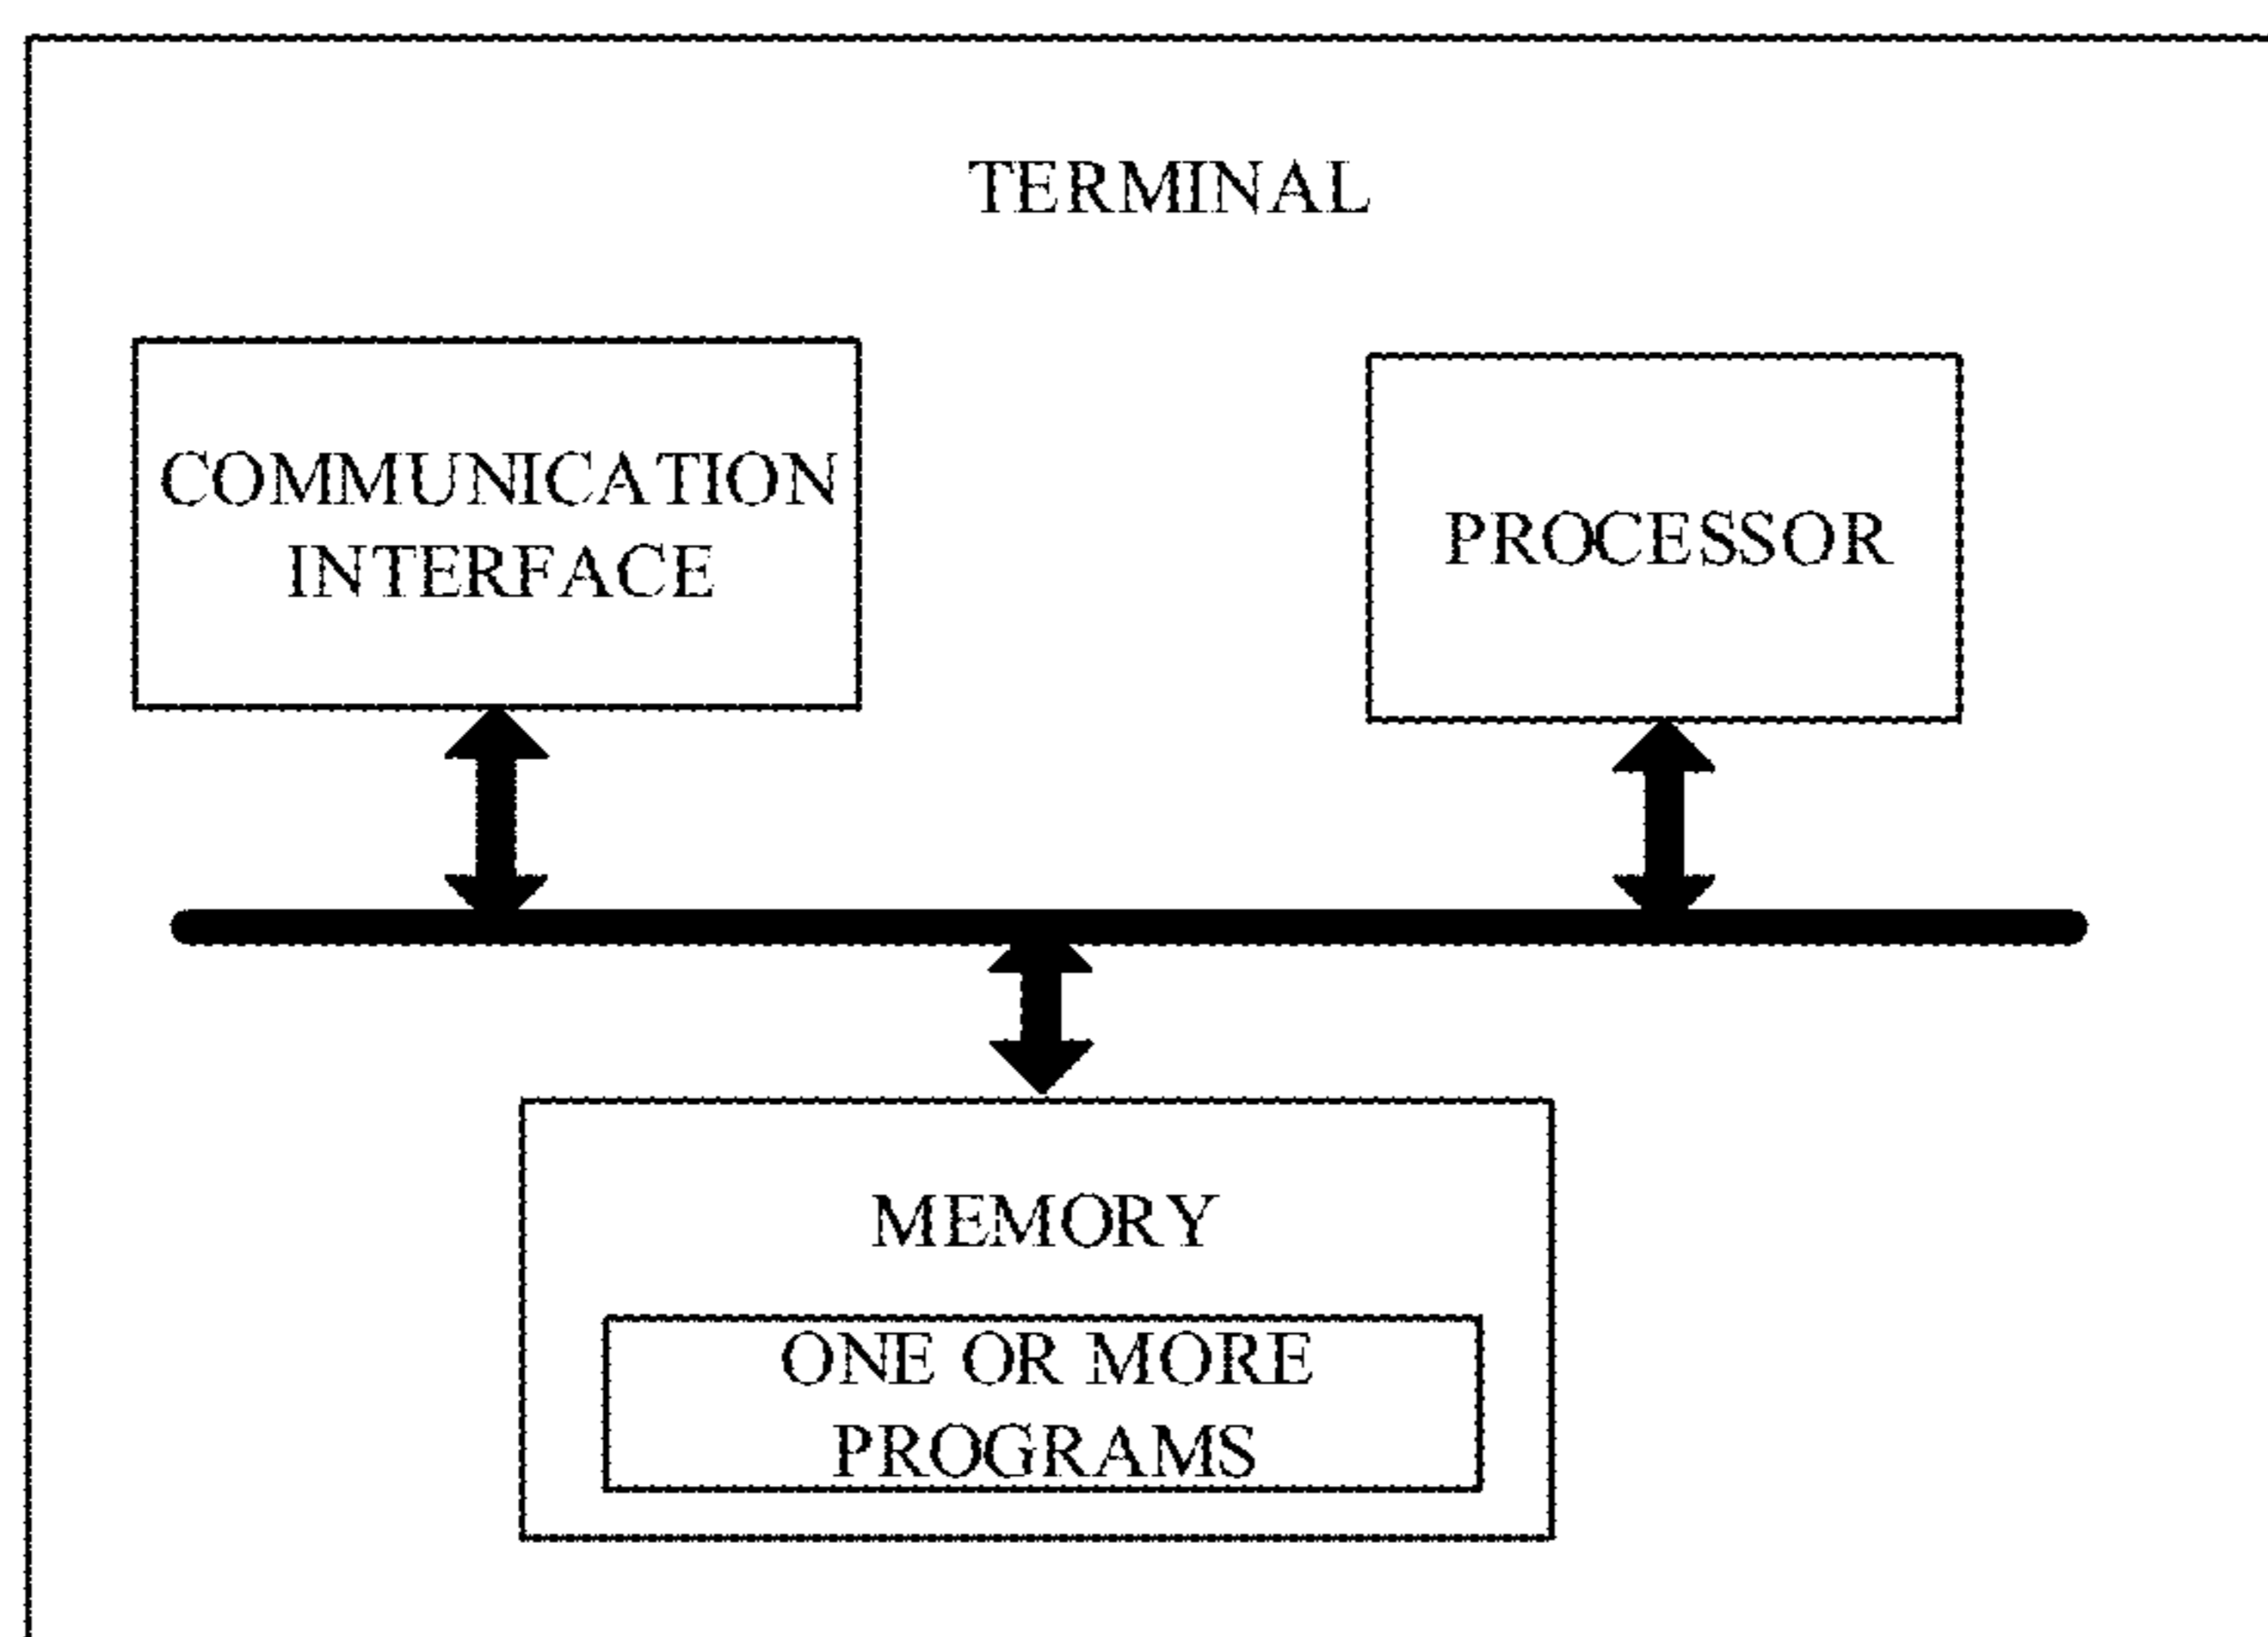 TERMINAL
COMMUNICATION
INTERFACE
PROCESSOR
MEMORY
ONE OR MORE
PROGRAMS